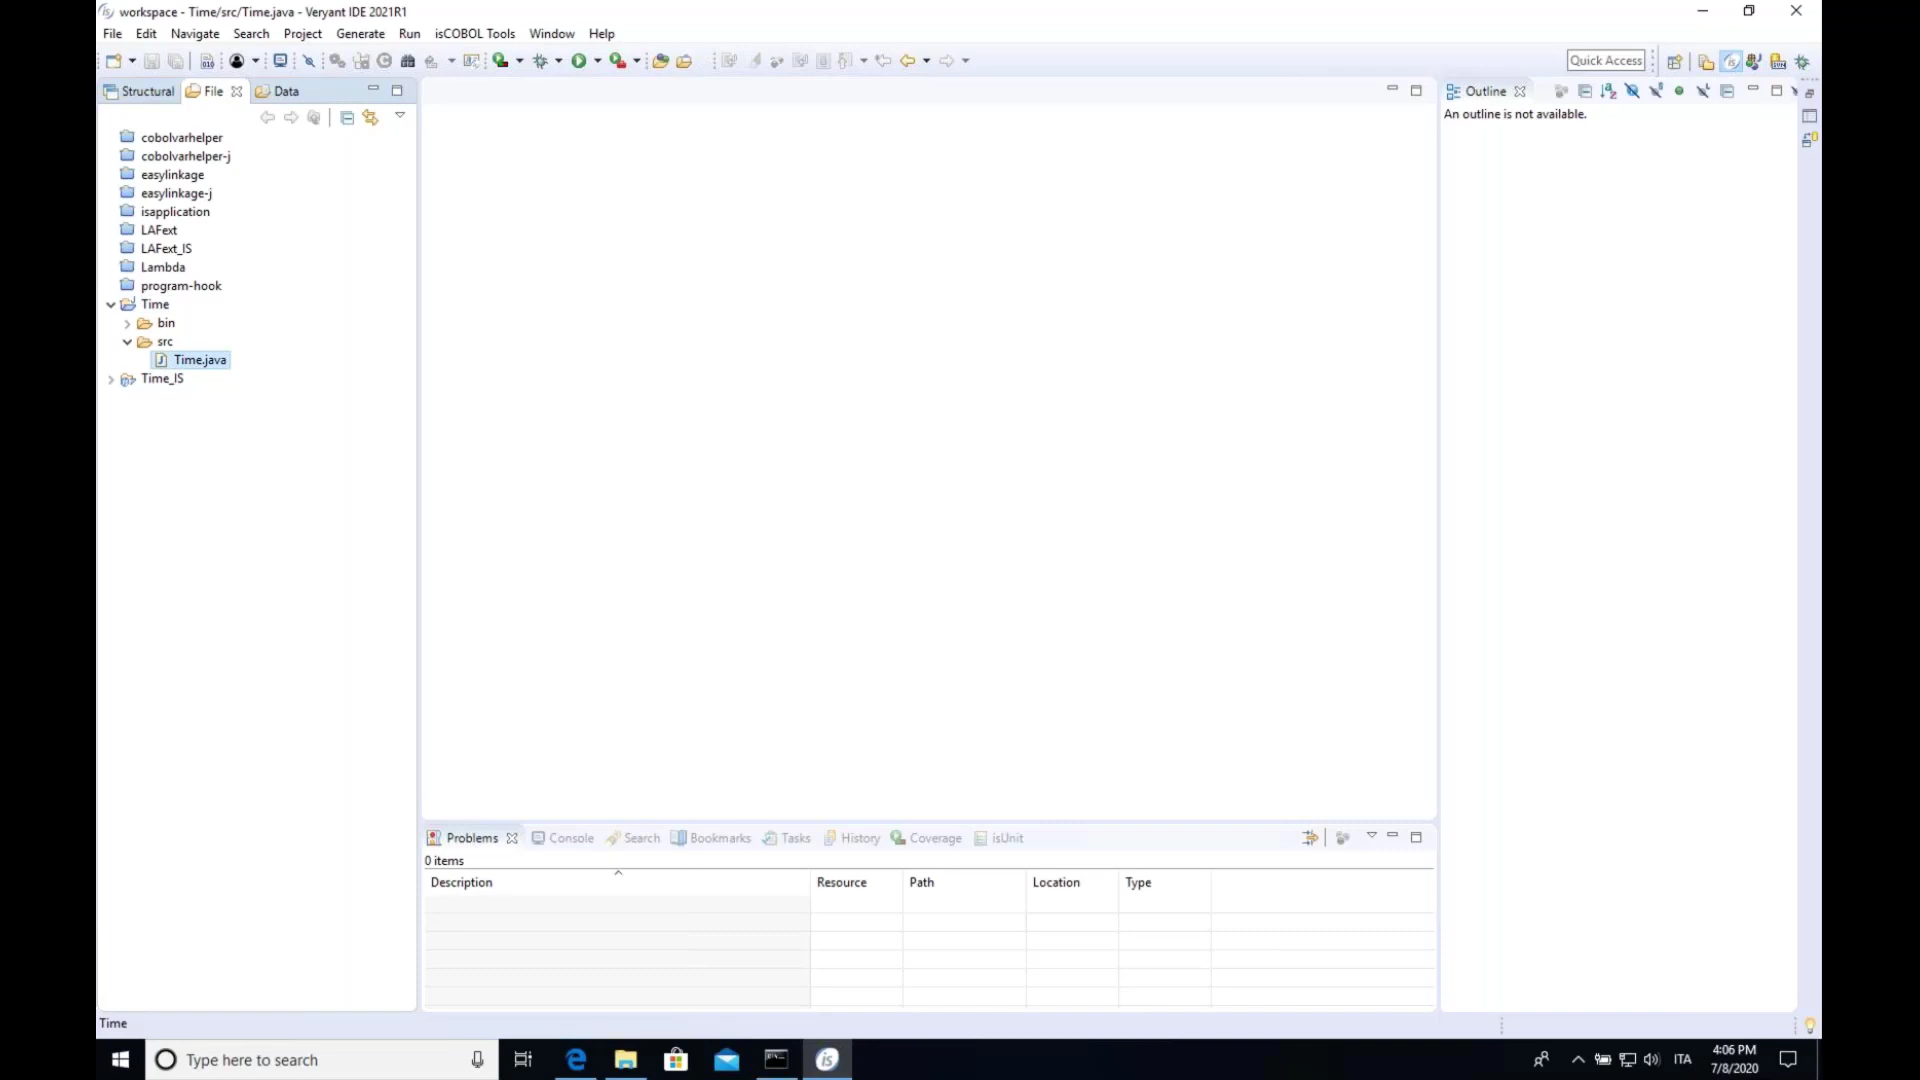 workspace - Time/src/Time.java - Veryant IDE 2021R1
File Edit Navigate Search Project Generate Run isCOBOL Tools Window Help
Quick Access
Structural File Data
Outline
An outline is not available.
cobolvarhelper
cobolvarhelper-j
easylinkage
easylinkage-j
isapplication
LAFext
LAFext_IS
Lambda
program-hook
Time
bin
src
Time.java
Time_IS
Problems Console Search Bookmarks Tasks History Coverage isUnit
0 items
Description Resource Path Location Type
Time
Type here to search
ITA
4:06 PM
7/8/2020